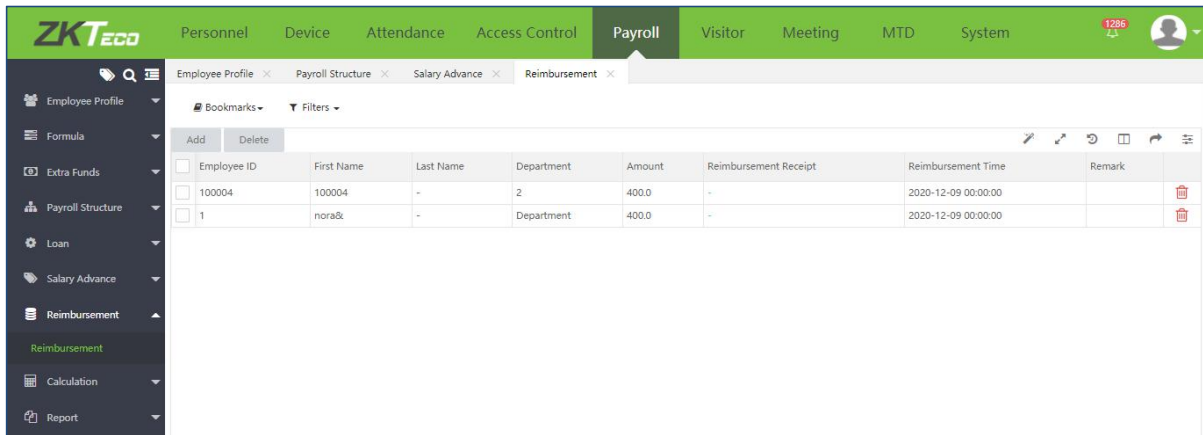 ZKTECO Personnel Device Attendance Access Control Payroll Visitor Meeting MTD System 1286
Employee Profile Payroll Structure Salary Advance Reimbursement
Employee Profile
Bookmarks Filters
Formula
Add Delete
Employee ID First Name Last Name Department Amount Reimbursement Receipt Reimbursement Time Remark
Extra Funds
100004 100004 - 2 400.0 - 2020-12-09 00:00:00
Payroll Structure
1 nora& - Department 400.0 - 2020-12-09 00:00:00
Loan
Salary Advance
Reimbursement
Reimbursement
Calculation
Report